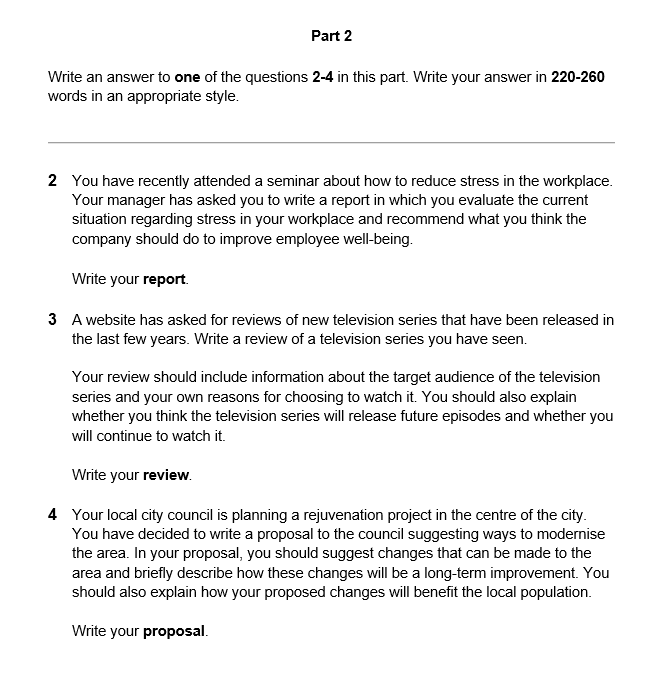 Part 2
Write an answer to one of the questions 2-4 in this part. Write your answer in 220-260
words in an appropriate style.
2 You have recently attended a seminar about how to reduce stress in the workplace.
Your manager has asked you to write a report in which you evaluate the current
situation regarding stress in your workplace and recommend what you think the
company should do to improve employee well-being.
Write your report.
3 A website has asked for reviews of new television series that have been released in
the last few years. Write a review of a television series you have seen.
Your review should include information about the target audience of the television
series and your own reasons for choosing to watch it. You should also explain
whether you think the television series will release future episodes and whether you
will continue to watch it.
Write your review.
4 Your local city council is planning a rejuvenation project in the centre of the city.
You have decided to write a proposal to the council suggesting ways to modernise
the area. In your proposal, you should suggest changes that can be made to the
area and briefly describe how these changes will be a long-term improvement. You
should also explain how your proposed changes will benefit the local population.
Write your proposal.